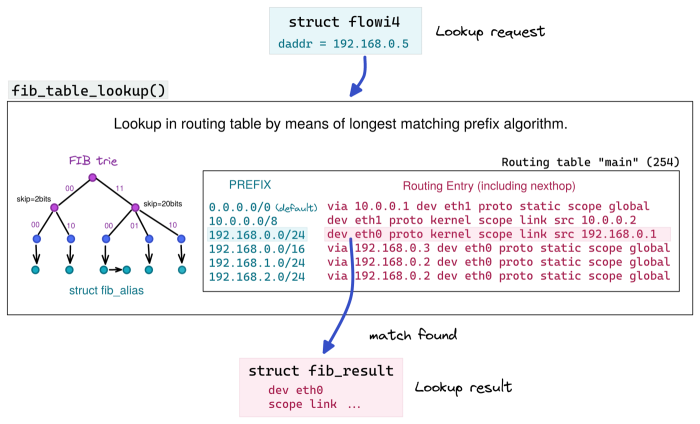 struct flowi4
daddr = 192.168.0.5
Lookup request
fib_table_lookup()
Lookup in routing table by means of longest matching prefix algorithm.
FIB trie
00 11
skip=2bits
skip=20bits
00 10 00 01 10
struct fib_alias
Routing table "main" (254)
PREFIX Routing Entry (including nexthop)
0.0.0.0/0 (default) via 10.0.0.1 dev eth1 proto static scope global
10.0.0.0/8 dev eth1 proto kernel scope link src 10.0.0.2
192.168.0.0/24 dev eth0 proto kernel scope link src 192.168.0.1
192.168.0.0/16 via 192.168.0.3 dev eth0 proto static scope global
192.168.1.0/24 via 192.168.0.2 dev eth0 proto static scope global
192.168.2.0/24 via 192.168.0.2 dev eth0 proto static scope global
match found
struct fib_result
dev eth0
scope link ...
Lookup result